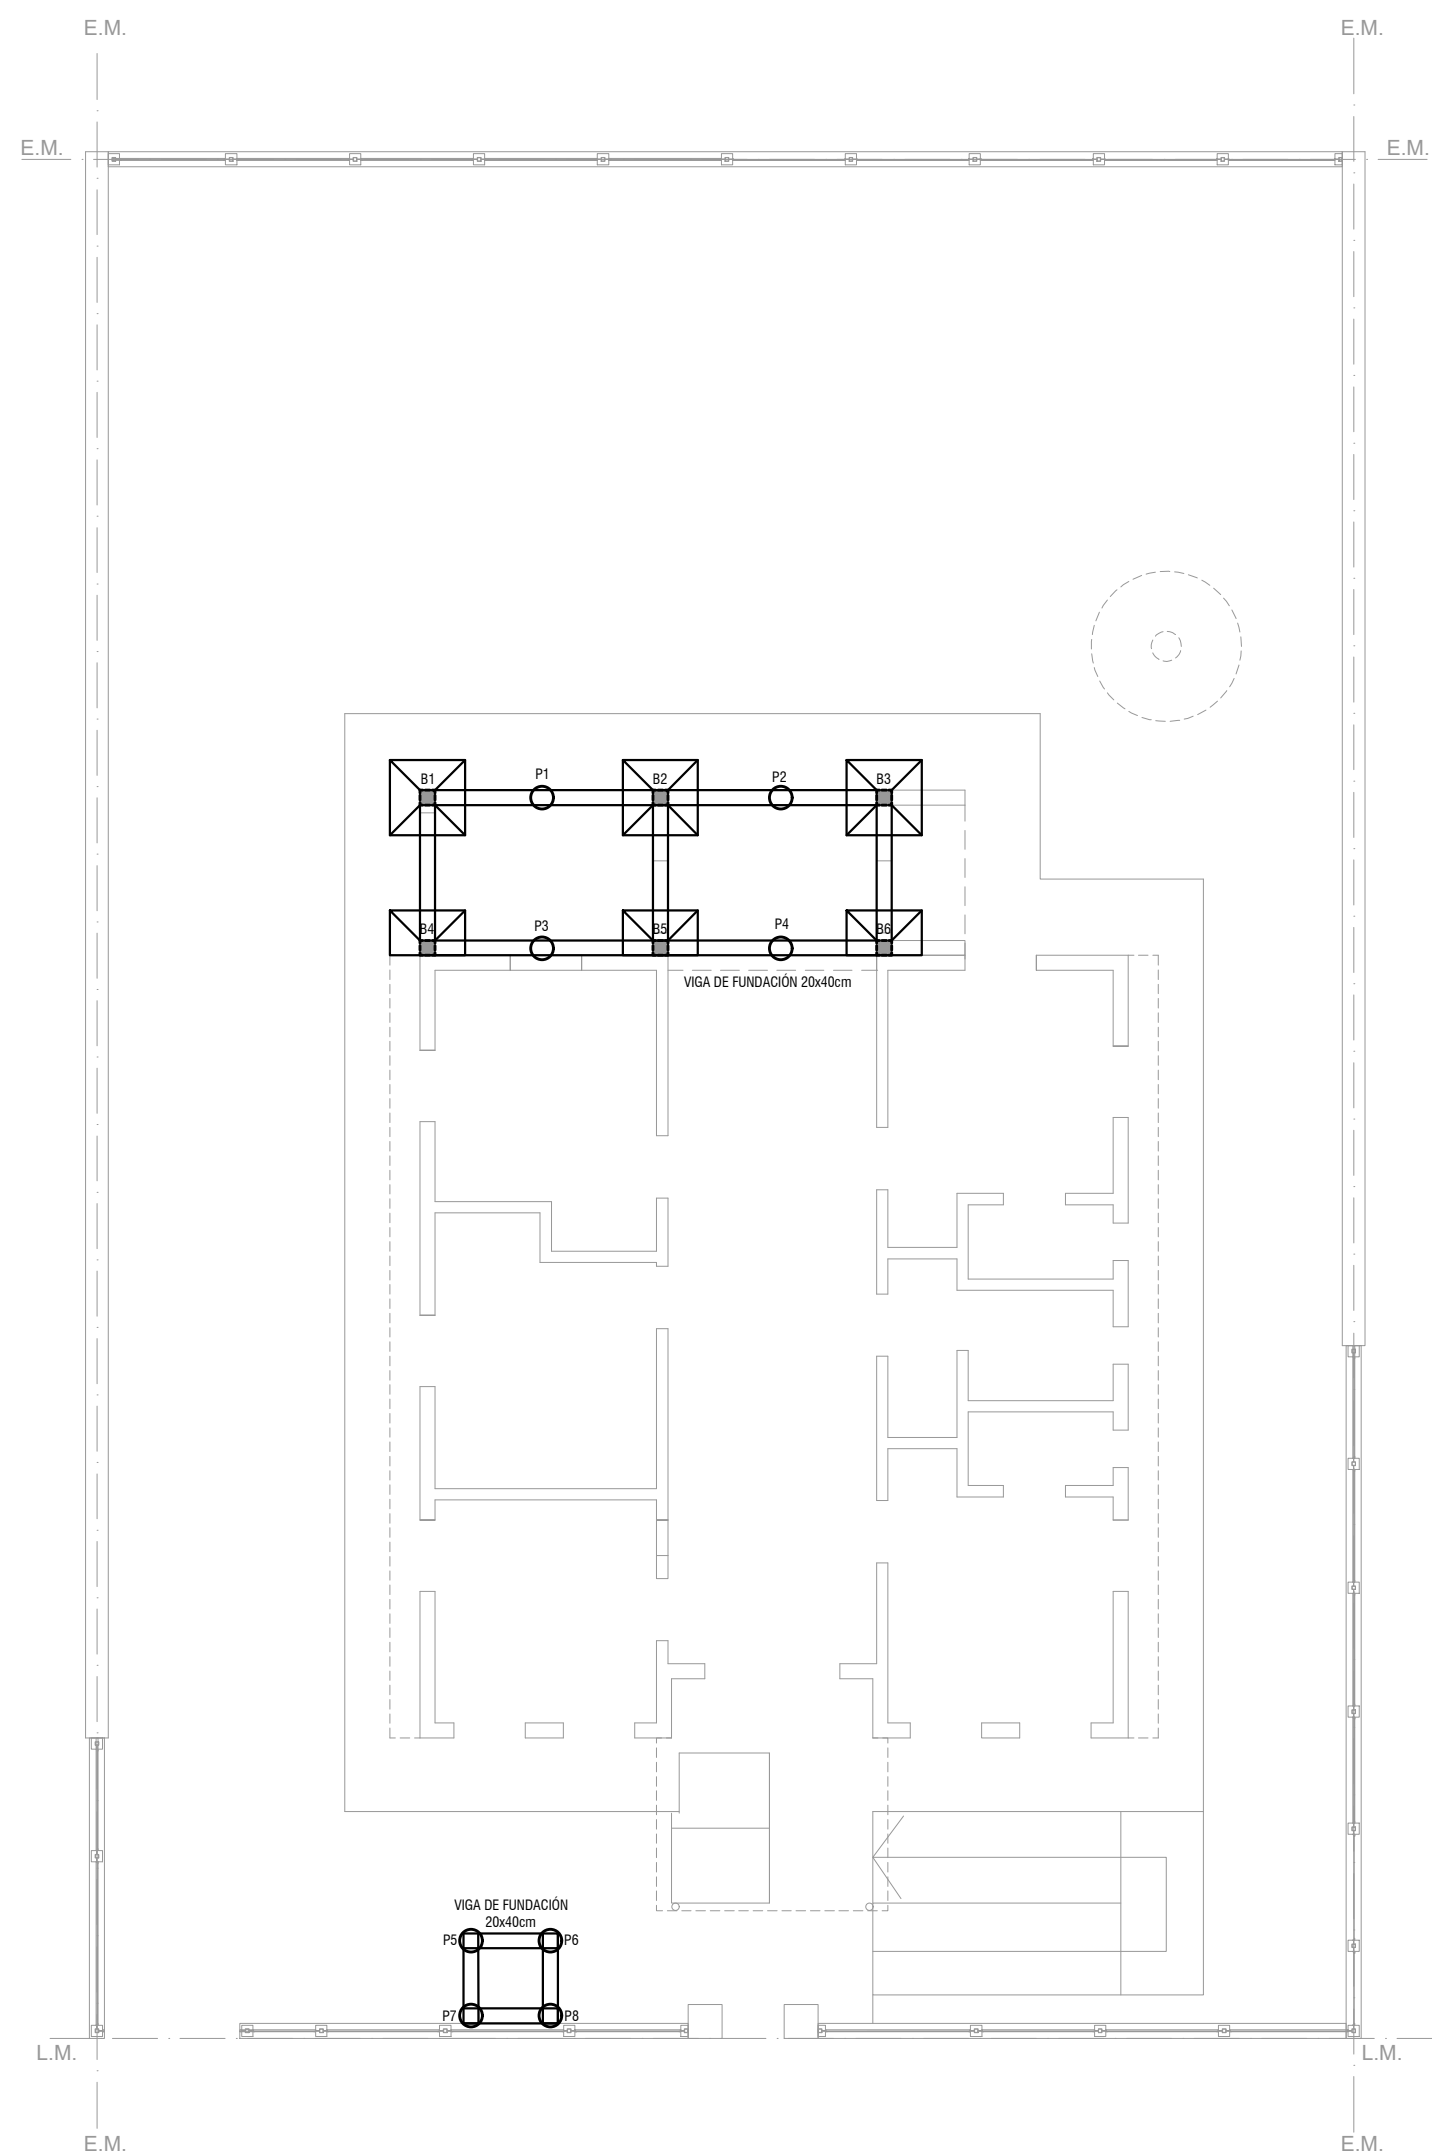 E.M.
E.M.
E.M.
E.M.
B1
P1
B2
P2
B3
B4
P3
B5
P4
B6
VIGA DE FUNDACIÓN 20x40cm
VIGA DE FUNDACIÓN
20x40cm
P5
P6
P7
P8
L.M.
L.M.
E.M.
E.M.